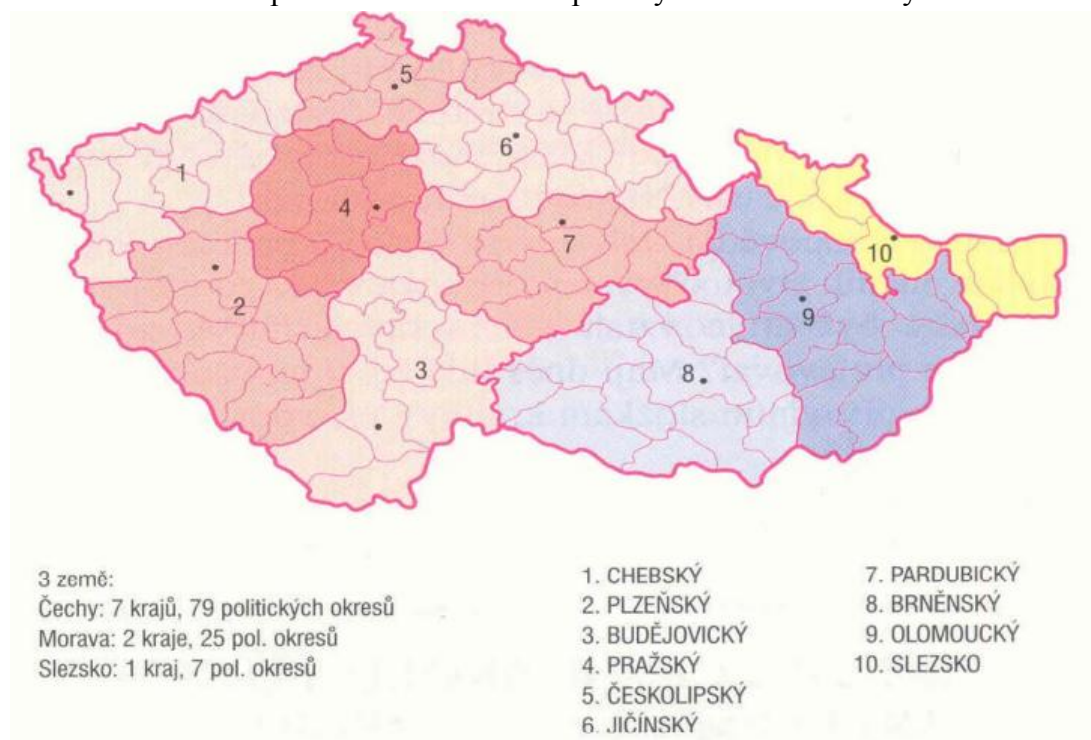 5
1
6
4
7
10
2
9
3
8
3 země:
Čechy: 7 krajů, 79 politických okresů
Morava: 2 kraje, 25 pol. okresů
Slezsko: 1 kraj, 7 pol. okresů
1. CHEBSKÝ
2. PLZEŇSKÝ
3. BUDĚJOVICKÝ
4. PRAŽSKÝ
5. ČESKOLIPSKÝ
6. JIČÍNSKÝ
7. PARDUBICKÝ
8. BRNĚNSKÝ
9. OLOMOUCKÝ
10. SLEZSKO